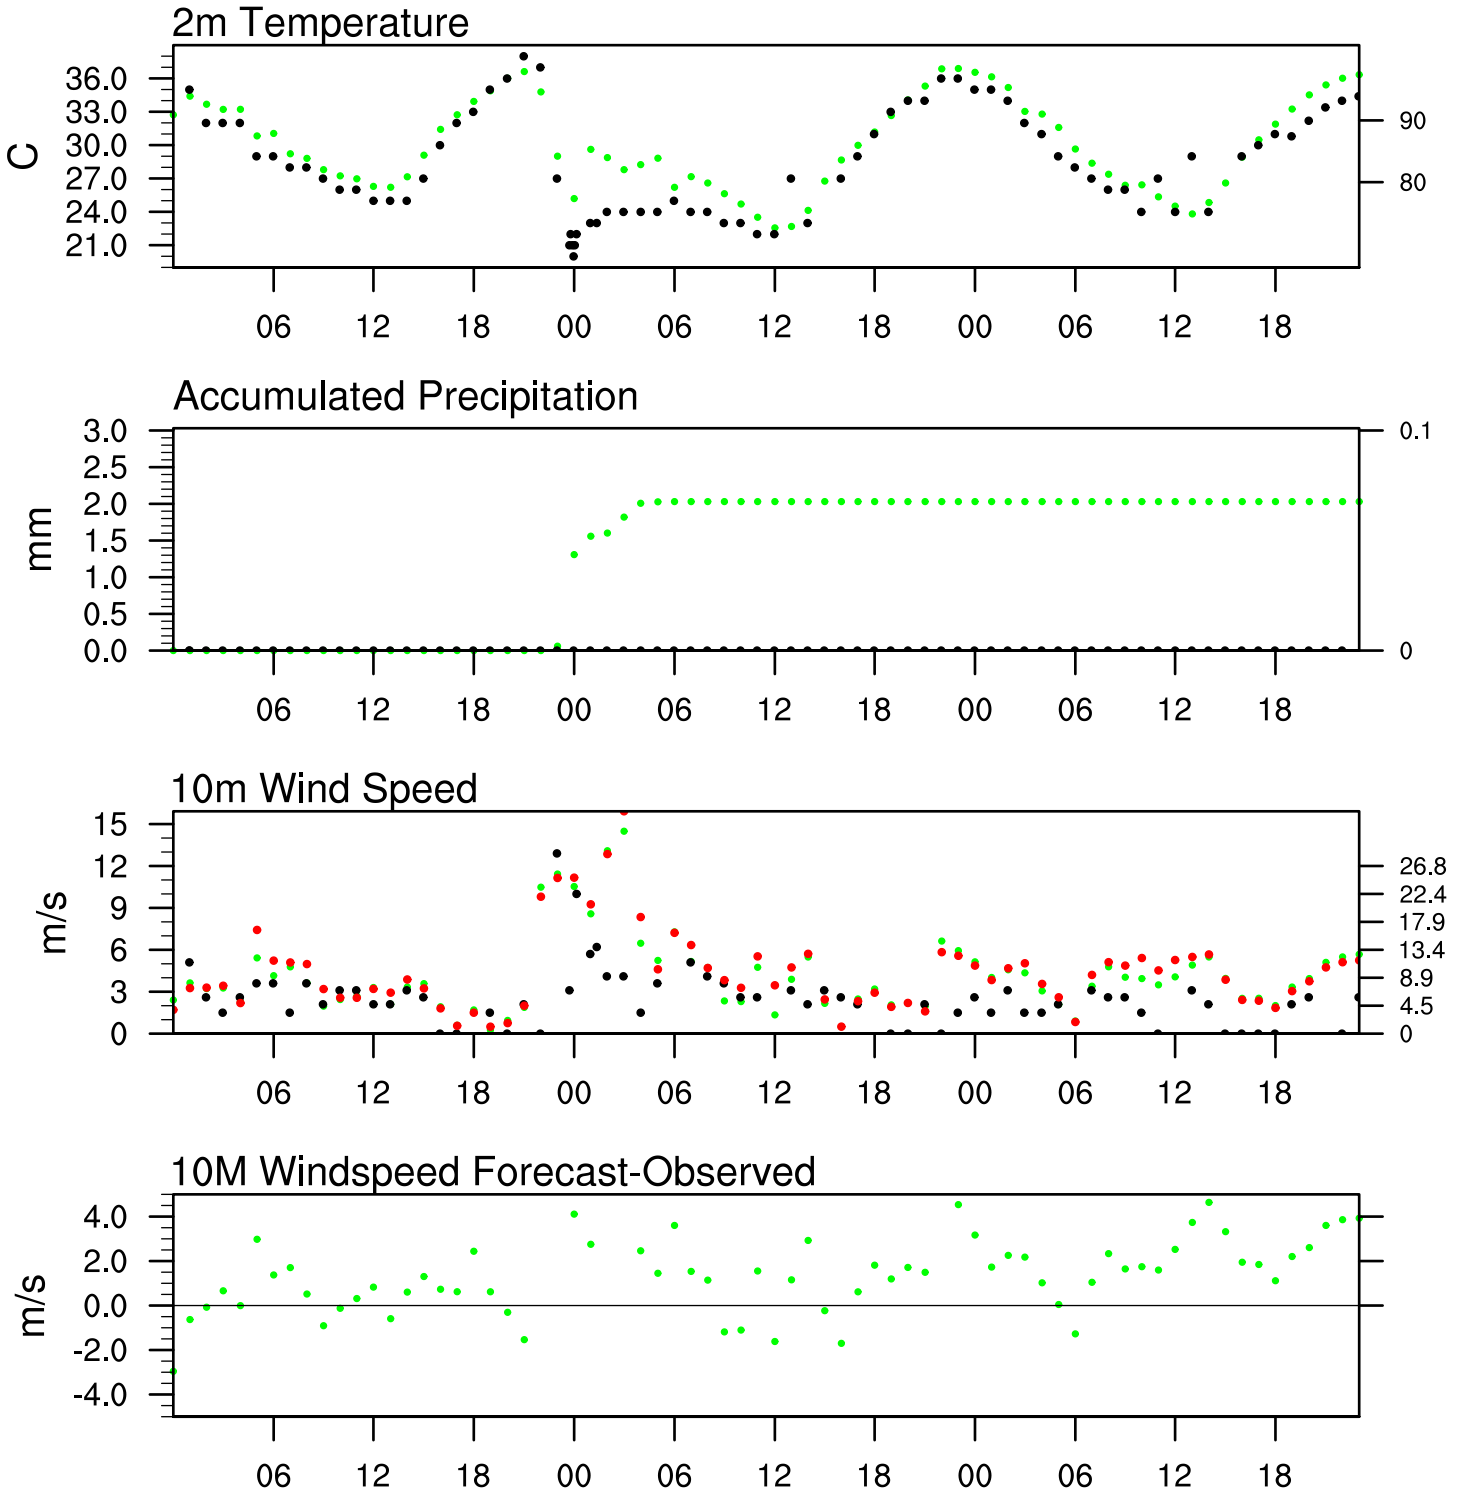 2m Temperature
36.0
33.0
30.0
27.0
24.0
21.0
C
90
80
06 12 18 00 06 12 18 00 06 12 18
Accumulated Precipitation
3.0
2.5
2.0
1.5
1.0
0.5
0.0
mm
0.1
0
06 12 18 00 06 12 18 00 06 12 18
10m Wind Speed
15
12
9
6
3
0
m/s
26.8
22.4
17.9
13.4
8.9
4.5
0
06 12 18 00 06 12 18 00 06 12 18
10M Windspeed Forecast-Observed
4.0
2.0
0.0
-2.0
-4.0
m/s
06 12 18 00 06 12 18 00 06 12 18